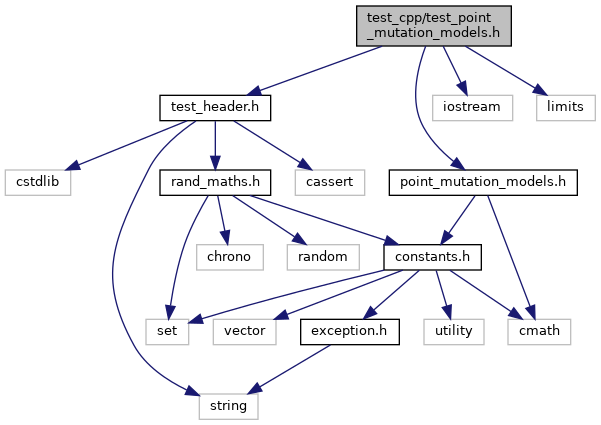 test_cpp/test_point
_mutation_models.h
test_header.h
iostream
limits
cstdlib
rand_maths.h
cassert
point_mutation_models.h
chrono
random
constants.h
set
vector
exception.h
utility
cmath
string